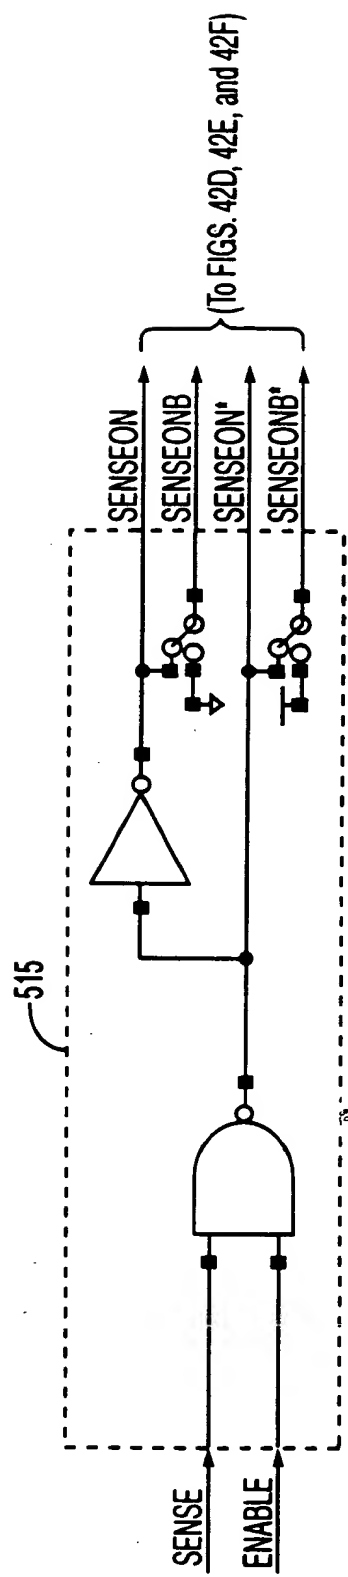 515
SENSE
ENABLE
SENSEON
SENSEONB
SENSEON*
SENSEONB*
(To FIGS. 42D, 42E, and 42F)